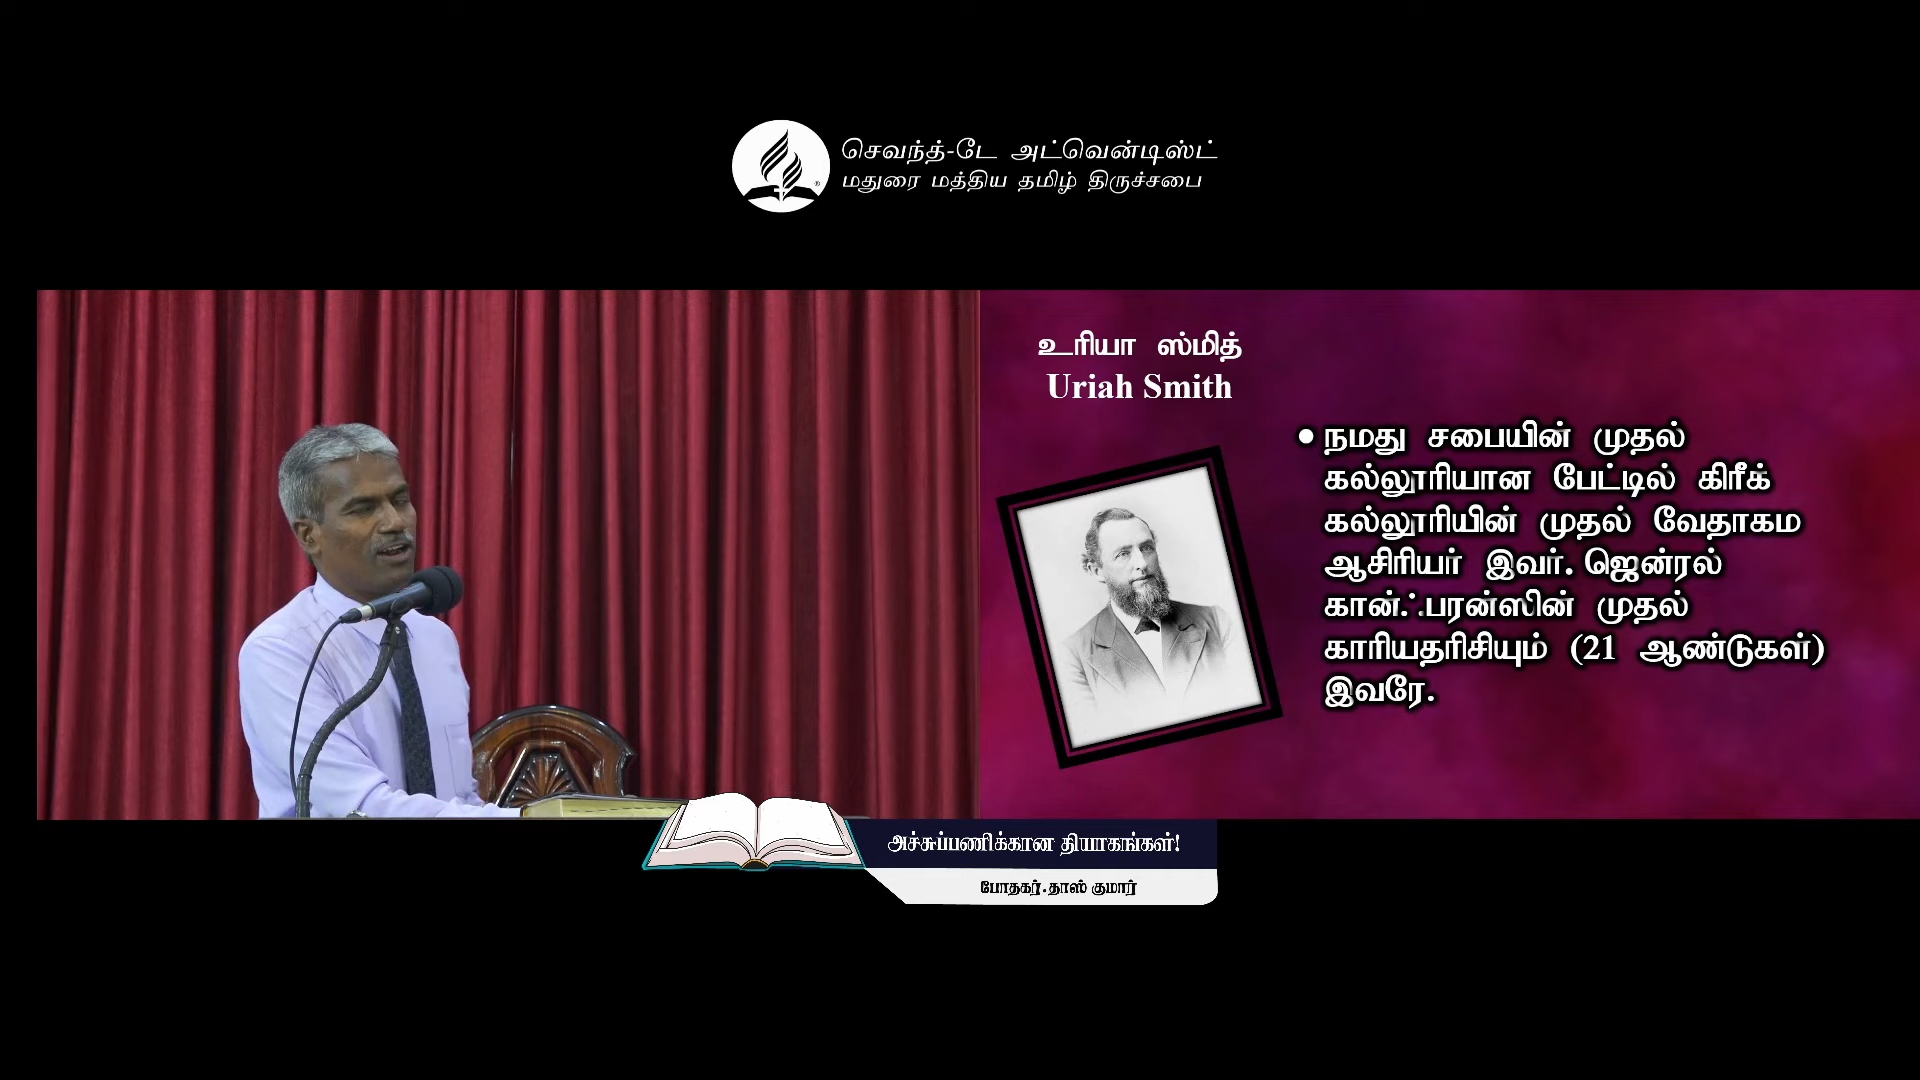 செவந்த்-டே அட்வென்டிஸ்ட்
மதுரை மத்திய தமிழ் திருச்சபை
உரியா ஸ்மித்
Uriah Smith
• நமது சபையின் முதல்
கல்லூரியான பேட்டில் கிரீக்
கல்லூரியின் முதல் வேதாகம
ஆசிரியர் இவர். ஜென்ரல்
கான்ஃபரன்ஸின் முதல்
காரியதரிசியும் (21 ஆண்டுகள்)
இவரே.
அச்சுப்பணிக்கான தியாகங்கள்!
போதகர்.தாஸ் குமார்